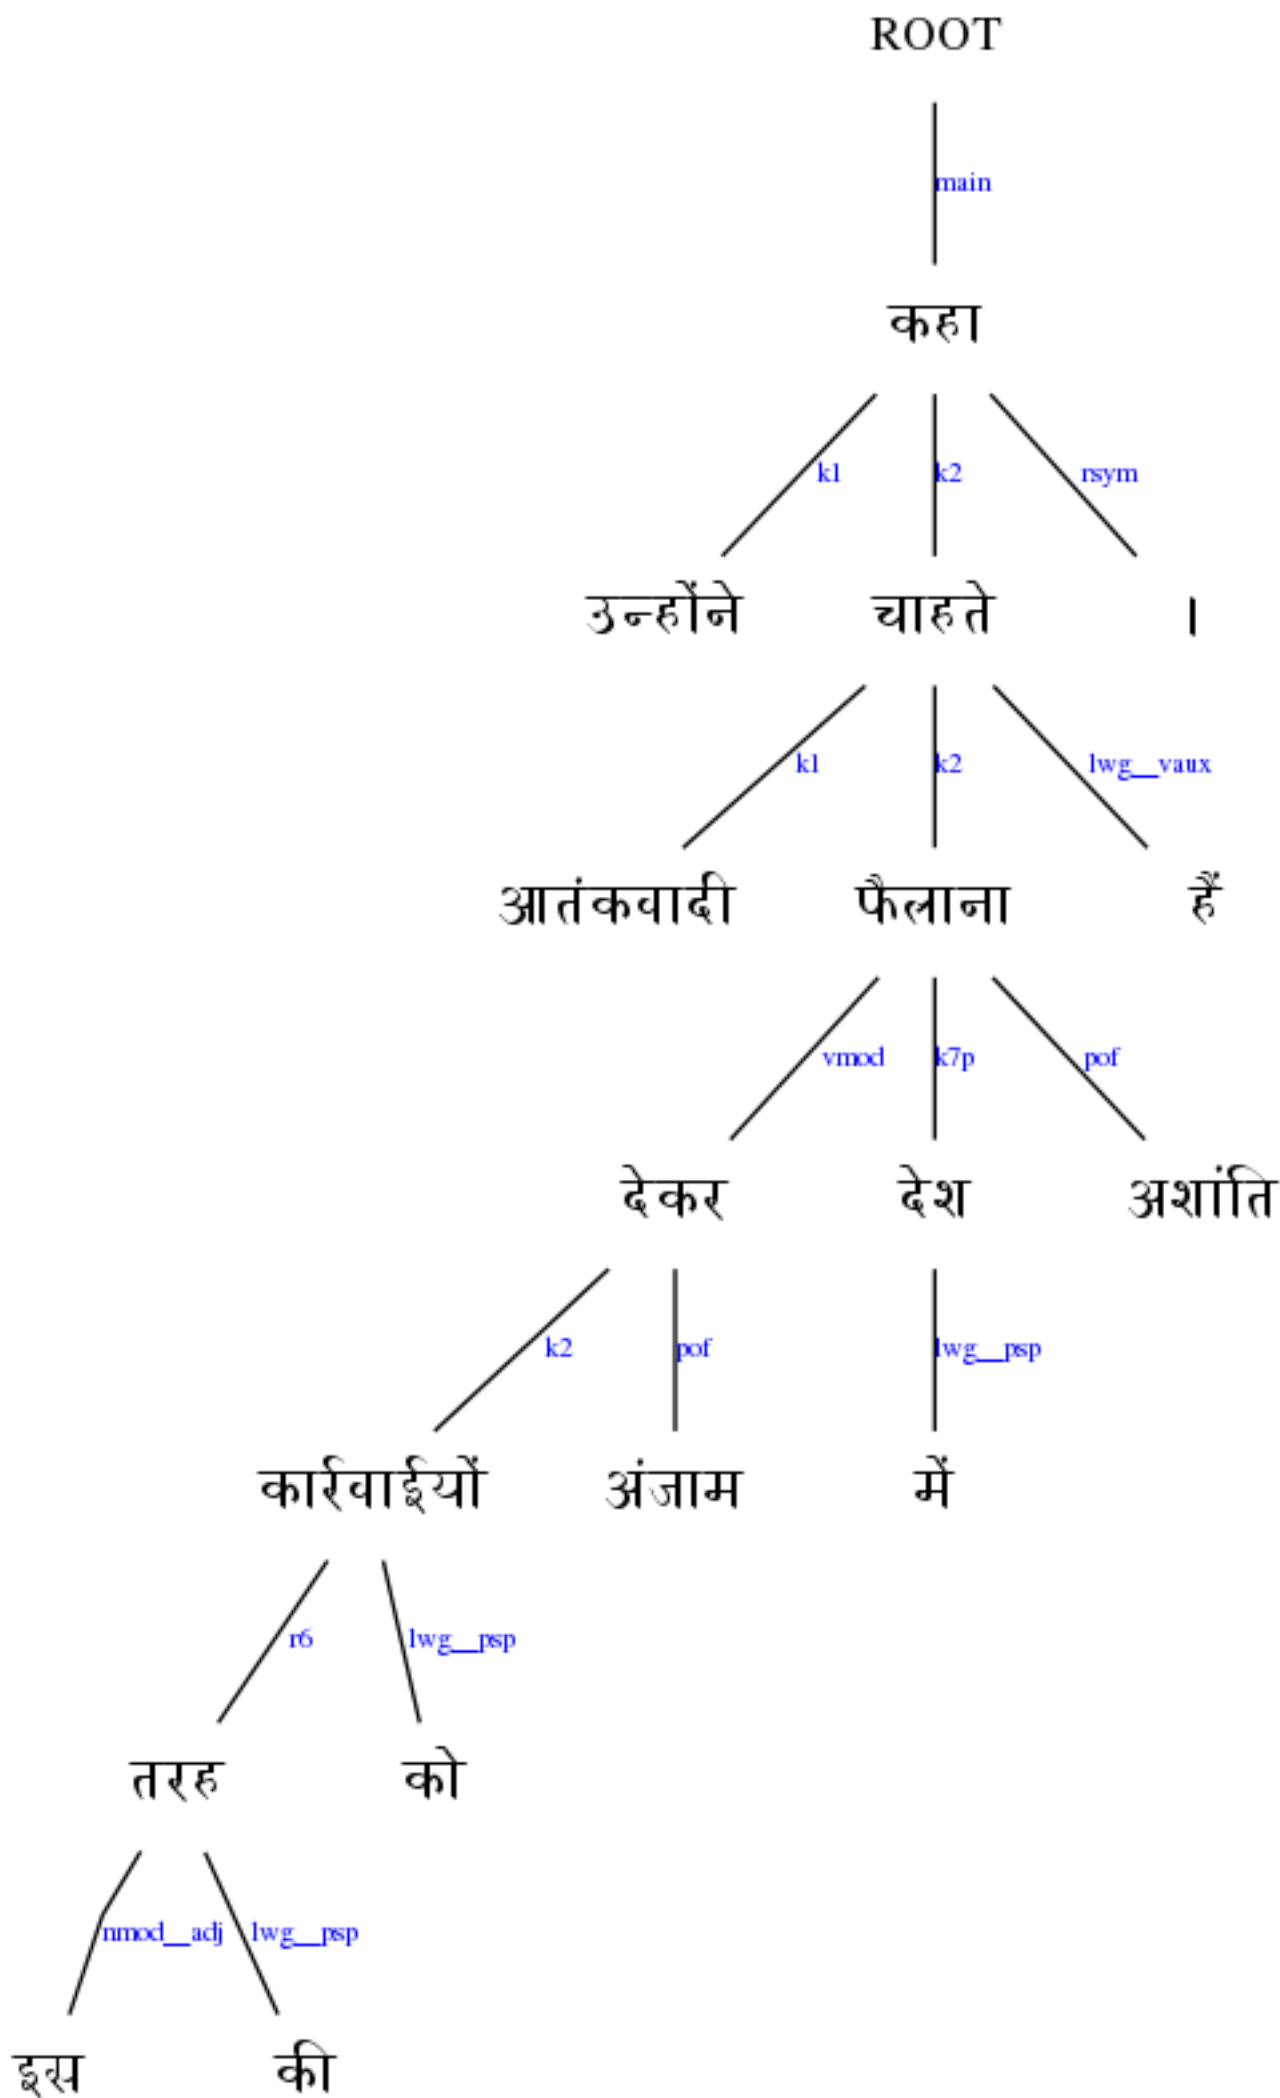 ROOT
main
कहा
k1 k2 rsym
उन्होंने चाहते ।
k1 k2 lwg__vaux
आतंकवादी फैलाना हैं
vmod k7p pof
देकर देश अशांति
k2 pof lwg__psp
कार्रवाईयों अंजाम में
r6 lwg__psp
तरह को
nmod__adj lwg__psp
इस की